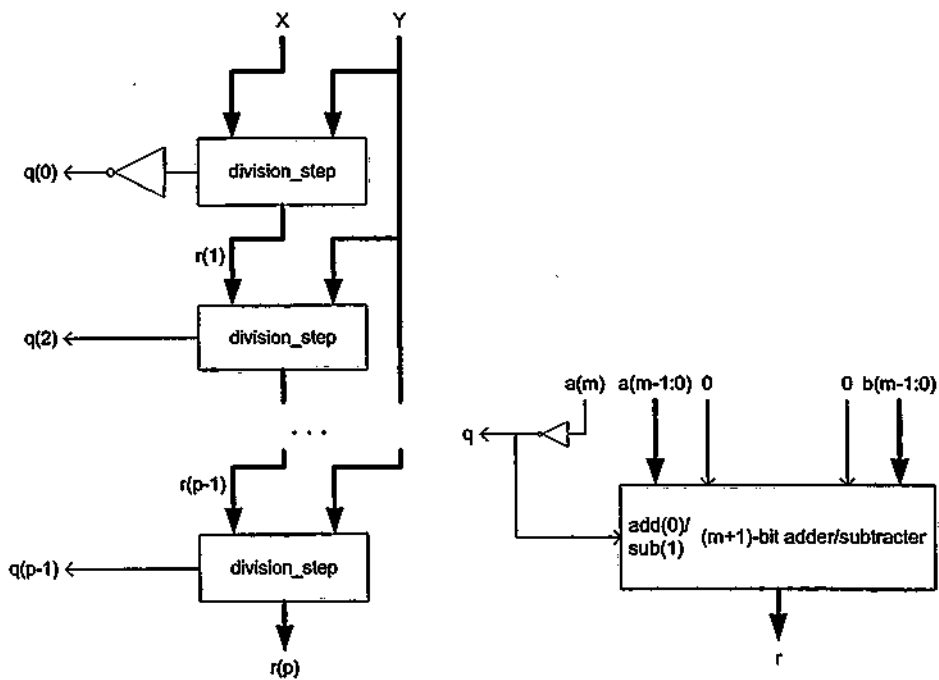 X Y
division_step
q(0)
r(1)
division_step
q(2)
...
r(p-1)
division_step
q(p-1)
r(p)
a(m) a(m-1:0) 0 0 b(m-1:0)
q
add(0)/
sub(1)
(m+1)-bit adder/subtracter
r